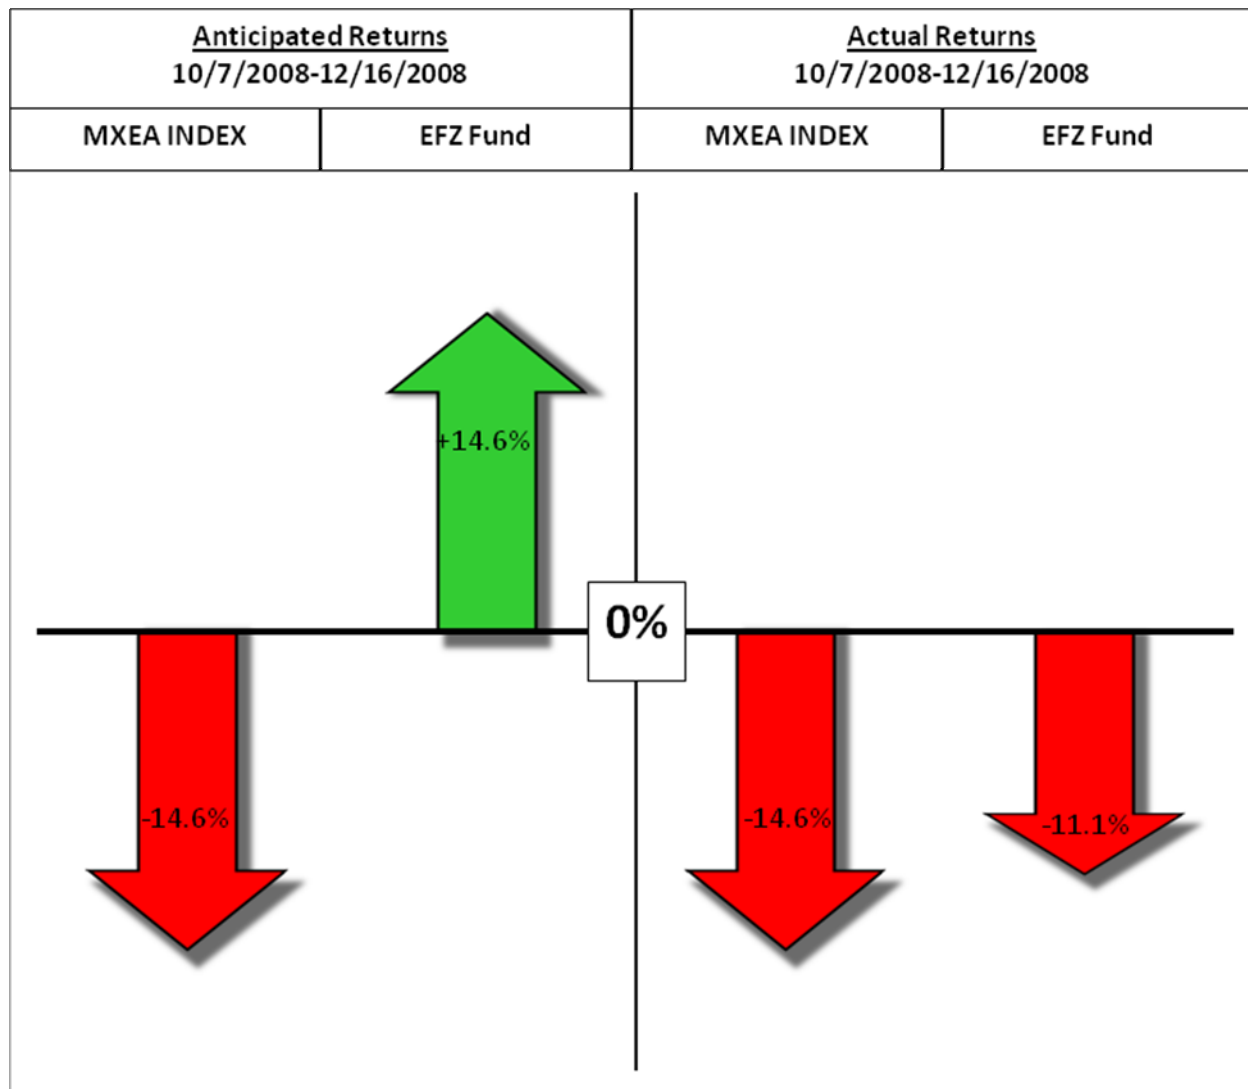 Anticipated Returns
10/7/2008-12/16/2008
Actual Returns
10/7/2008-12/16/2008
MXEA INDEX
EFZ Fund
MXEA INDEX
EFZ Fund
+14.6%
0%
-14.6%
-14.6%
-11.1%